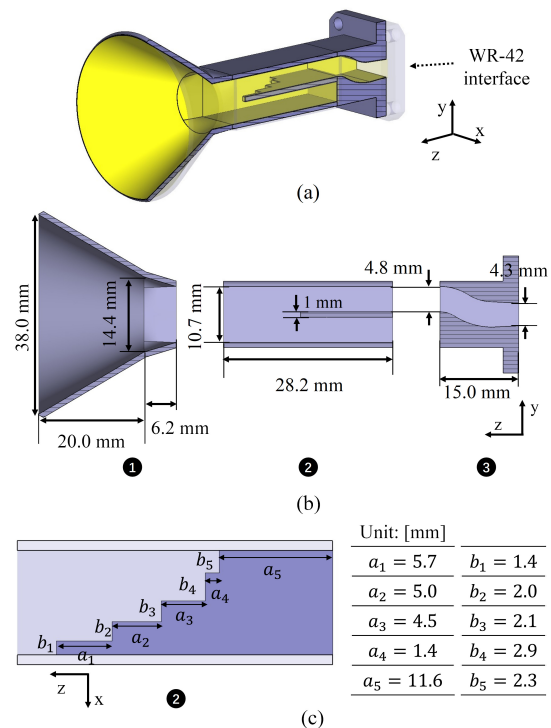 WR-42
interface
y
z
x
(a)
38.0 mm
14.4 mm
20.0 mm
6.2 mm
10.7 mm
1 mm
28.2 mm
4.8 mm
4.3 mm
15.0 mm
y
z
1
2
3
(b)
b₁
a₁
b₂
a₂
b₃
a₃
b₄
a₄
b₅
a₅
z
x
2
Unit: [mm]
a₁ = 5.7 b₁ = 1.4
a₂ = 5.0 b₂ = 2.0
a₃ = 4.5 b₃ = 2.1
a₄ = 1.4 b₄ = 2.9
a₅ = 11.6 b₅ = 2.3
(c)